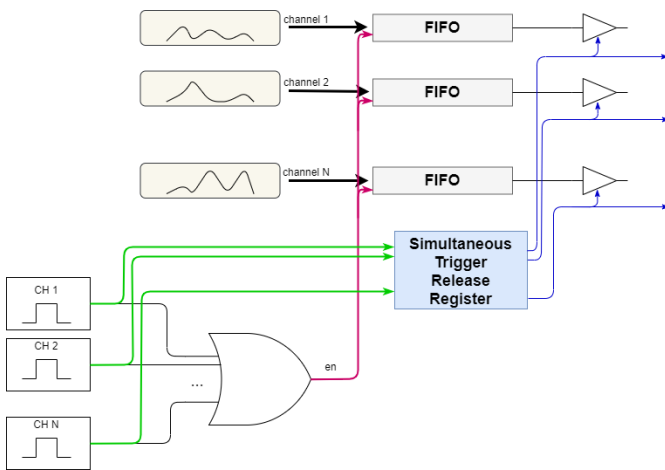 channel 1
FIFO
channel 2
FIFO
channel N
FIFO
Simultaneous
Trigger
Release
Register
CH 1
CH 2
en
...
CH N